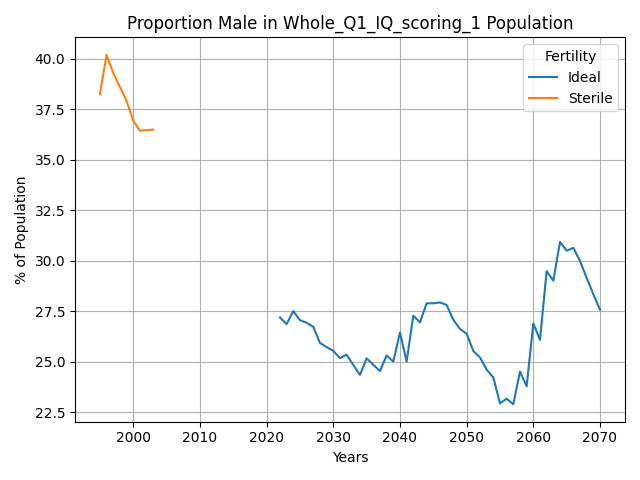 Proportion Male in Whole_Q1_IQ_scoring_1 Population
Fertility
Ideal
Sterile
% of Population
40.0
37.5
35.0
32.5
30.0
27.5
25.0
22.5
2000 2010 2020 2030 2040 2050 2060 2070
Years